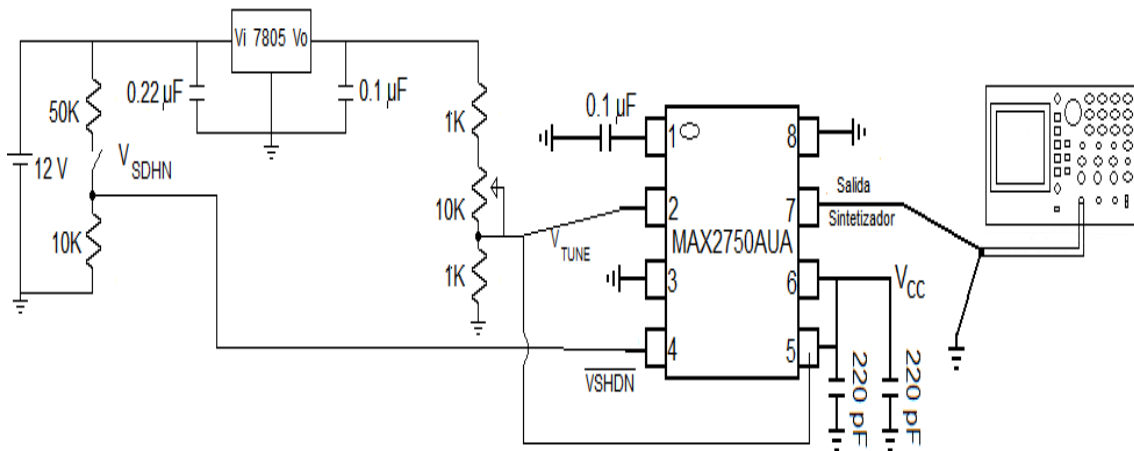 Vi 7805 Vo
50K
0.22 µF
0.1 µF
1K
12 V
V SDHN
10K
10K
V TUNE
1K
0.1 µF
1
8
2
7
MAX2750AUA
3
6
4
5
VSHDN
Salida
Sintetizador
VCC
220 pF
220 pF